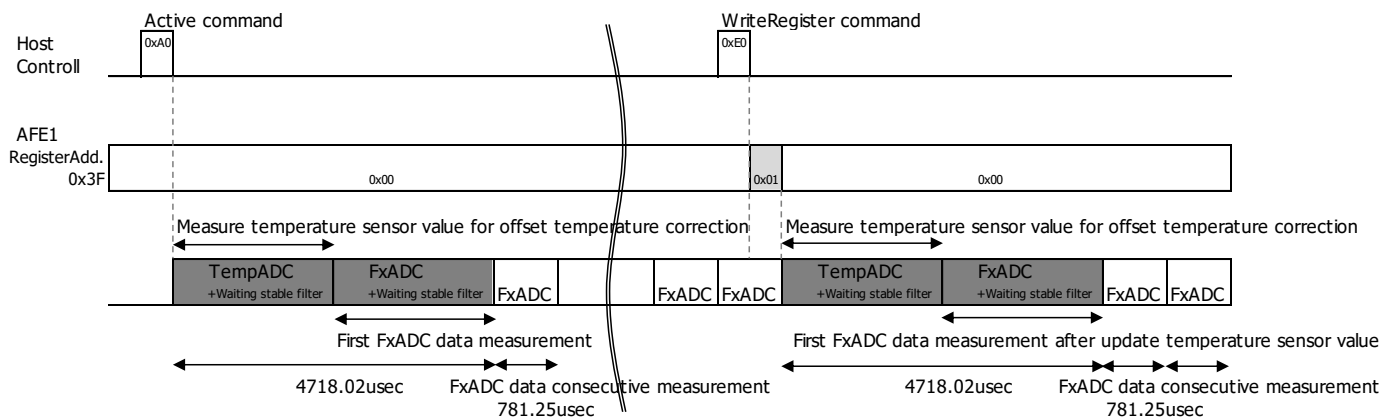 Active command
WriteRegister command
Host
Controll
0xA0
0xE0
AFE1
RegisterAdd.
0x3F
0x00
0x01
0x00
Measure temperature sensor value for offset temperature correction
Measure temperature sensor value for offset temperature correction
TempADC
+Waiting stable filter
FxADC
+Waiting stable filter
FxADC
FxADC
FxADC
TempADC
+Waiting stable filter
FxADC
+Waiting stable filter
FxADC
FxADC
First FxADC data measurement
First FxADC data measurement after update temperature sensor value
4718.02usec
FxADC data consecutive measurement
781.25usec
4718.02usec
FxADC data consecutive measurement
781.25usec